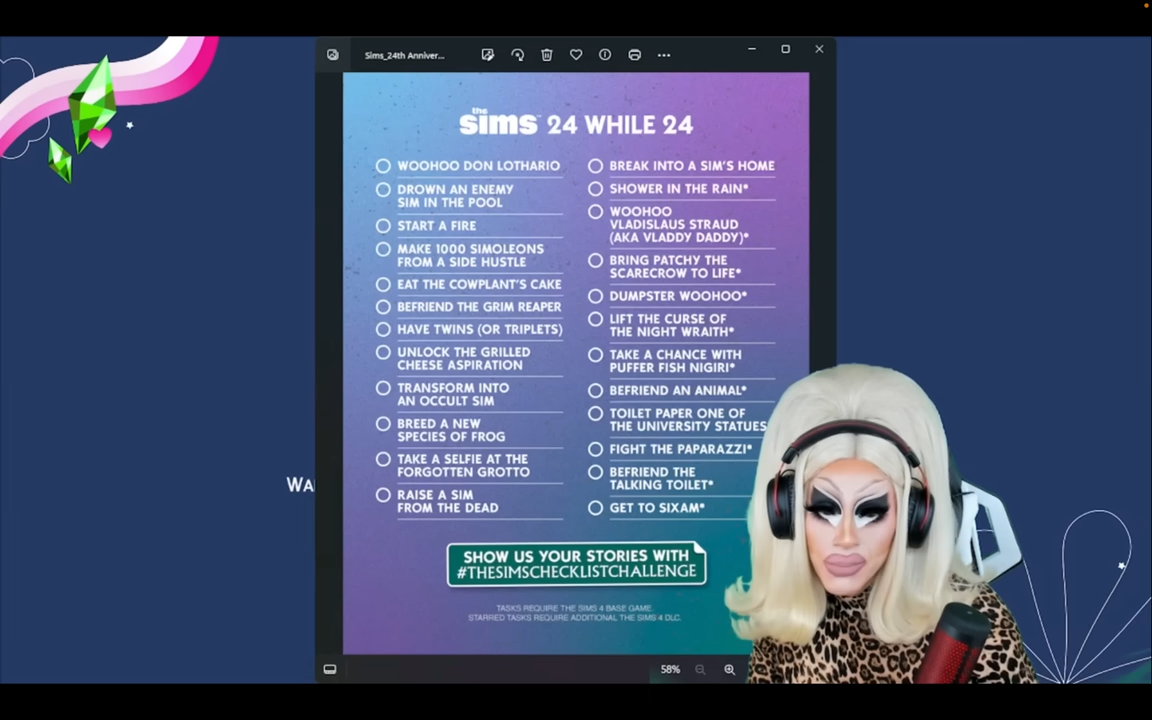 Sims_24th Anniver...
the
sims™ 24 WHILE 24
WOOHOO DON LOTHARIO
DROWN AN ENEMY
SIM IN THE POOL
START A FIRE
MAKE 1000 SIMOLEONS
FROM A SIDE HUSTLE
EAT THE COWPLANT'S CAKE
BEFRIEND THE GRIM REAPER
HAVE TWINS (OR TRIPLETS)
UNLOCK THE GRILLED
CHEESE ASPIRATION
TRANSFORM INTO
AN OCCULT SIM
BREED A NEW
SPECIES OF FROG
TAKE A SELFIE AT THE
FORGOTTEN GROTTO
RAISE A SIM
FROM THE DEAD
BREAK INTO A SIM'S HOME
SHOWER IN THE RAIN*
WOOHOO
VLADISLAUS STRAUD
(AKA VLADDY DADDY)*
BRING PATCHY THE
SCARECROW TO LIFE*
DUMPSTER WOOHOO*
LIFT THE CURSE OF
THE NIGHT WRAITH*
TAKE A CHANCE WITH
PUFFER FISH NIGIRI*
BEFRIEND AN ANIMAL*
TOILET PAPER ONE OF
THE UNIVERSITY STATUES
FIGHT THE PAPARAZZI*
BEFRIEND THE
TALKING TOILET*
GET TO SIXAM*
SHOW US YOUR STORIES WITH
#THESIMSCHECKLISTCHALLENGE
TASKS REQUIRE THE SIMS 4 BASE GAME.
STARRED TASKS REQUIRE ADDITIONAL THE SIMS 4 DLC.
58%